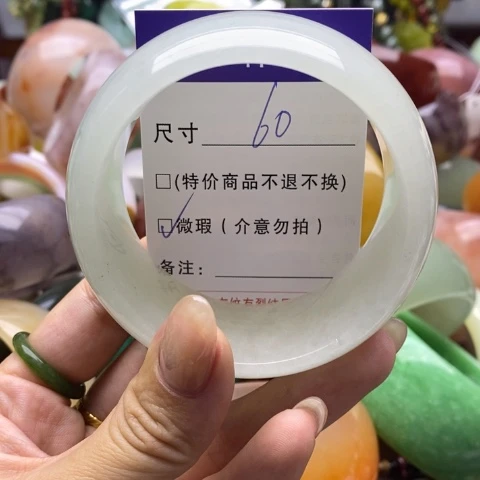 尺寸 60
□(特价商品不退不换)
☑微瑕(介意勿拍)
备注: